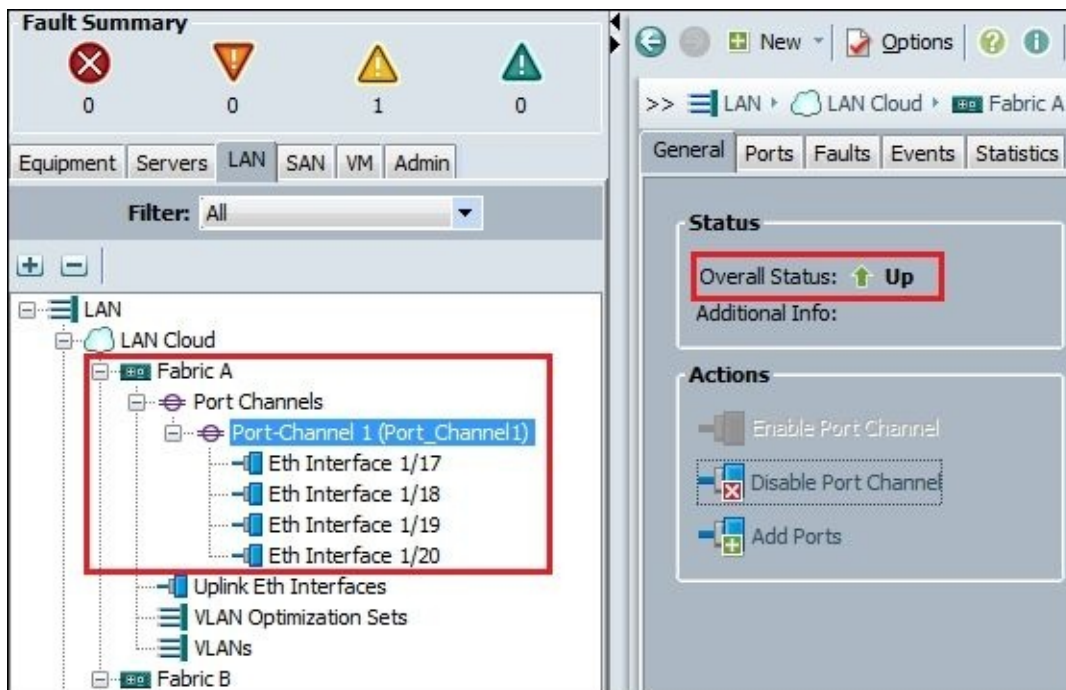 Fault Summary
0 0 1 0
Equipment Servers LAN SAN VM Admin
Filter: All
LAN
LAN Cloud
Fabric A
Port Channels
Port-Channel 1 (Port_Channel1)
Eth Interface 1/17
Eth Interface 1/18
Eth Interface 1/19
Eth Interface 1/20
Uplink Eth Interfaces
VLAN Optimization Sets
VLANs
Fabric B
New Options
>> LAN LAN Cloud Fabric A
General Ports Faults Events Statistics
Status
Overall Status: Up
Additional Info:
Actions
Enable Port Channel
Disable Port Channel
Add Ports